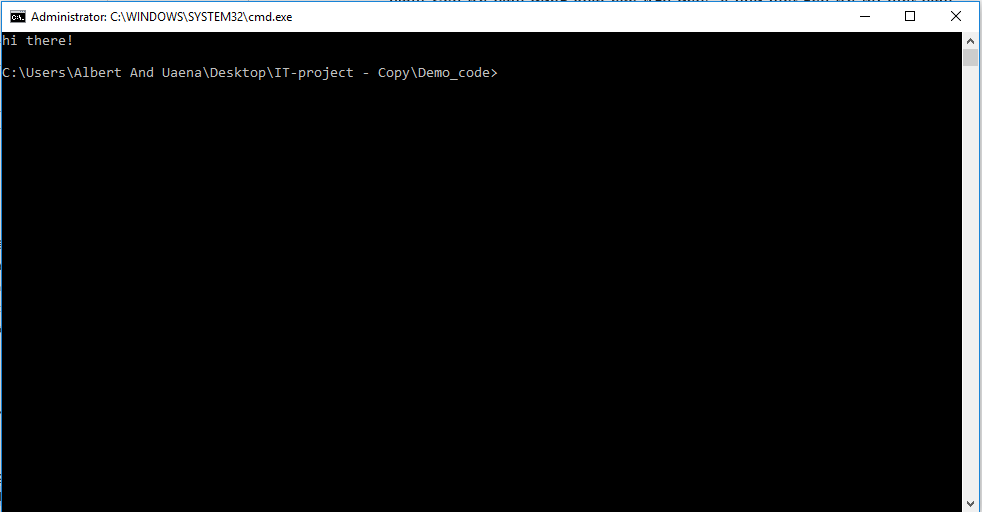 Administrator: C:\WINDOWS\SYSTEM32\cmd.exe
hi there!
C:\Users\Albert And Uaena\Desktop\IT-project - Copy\Demo_code>